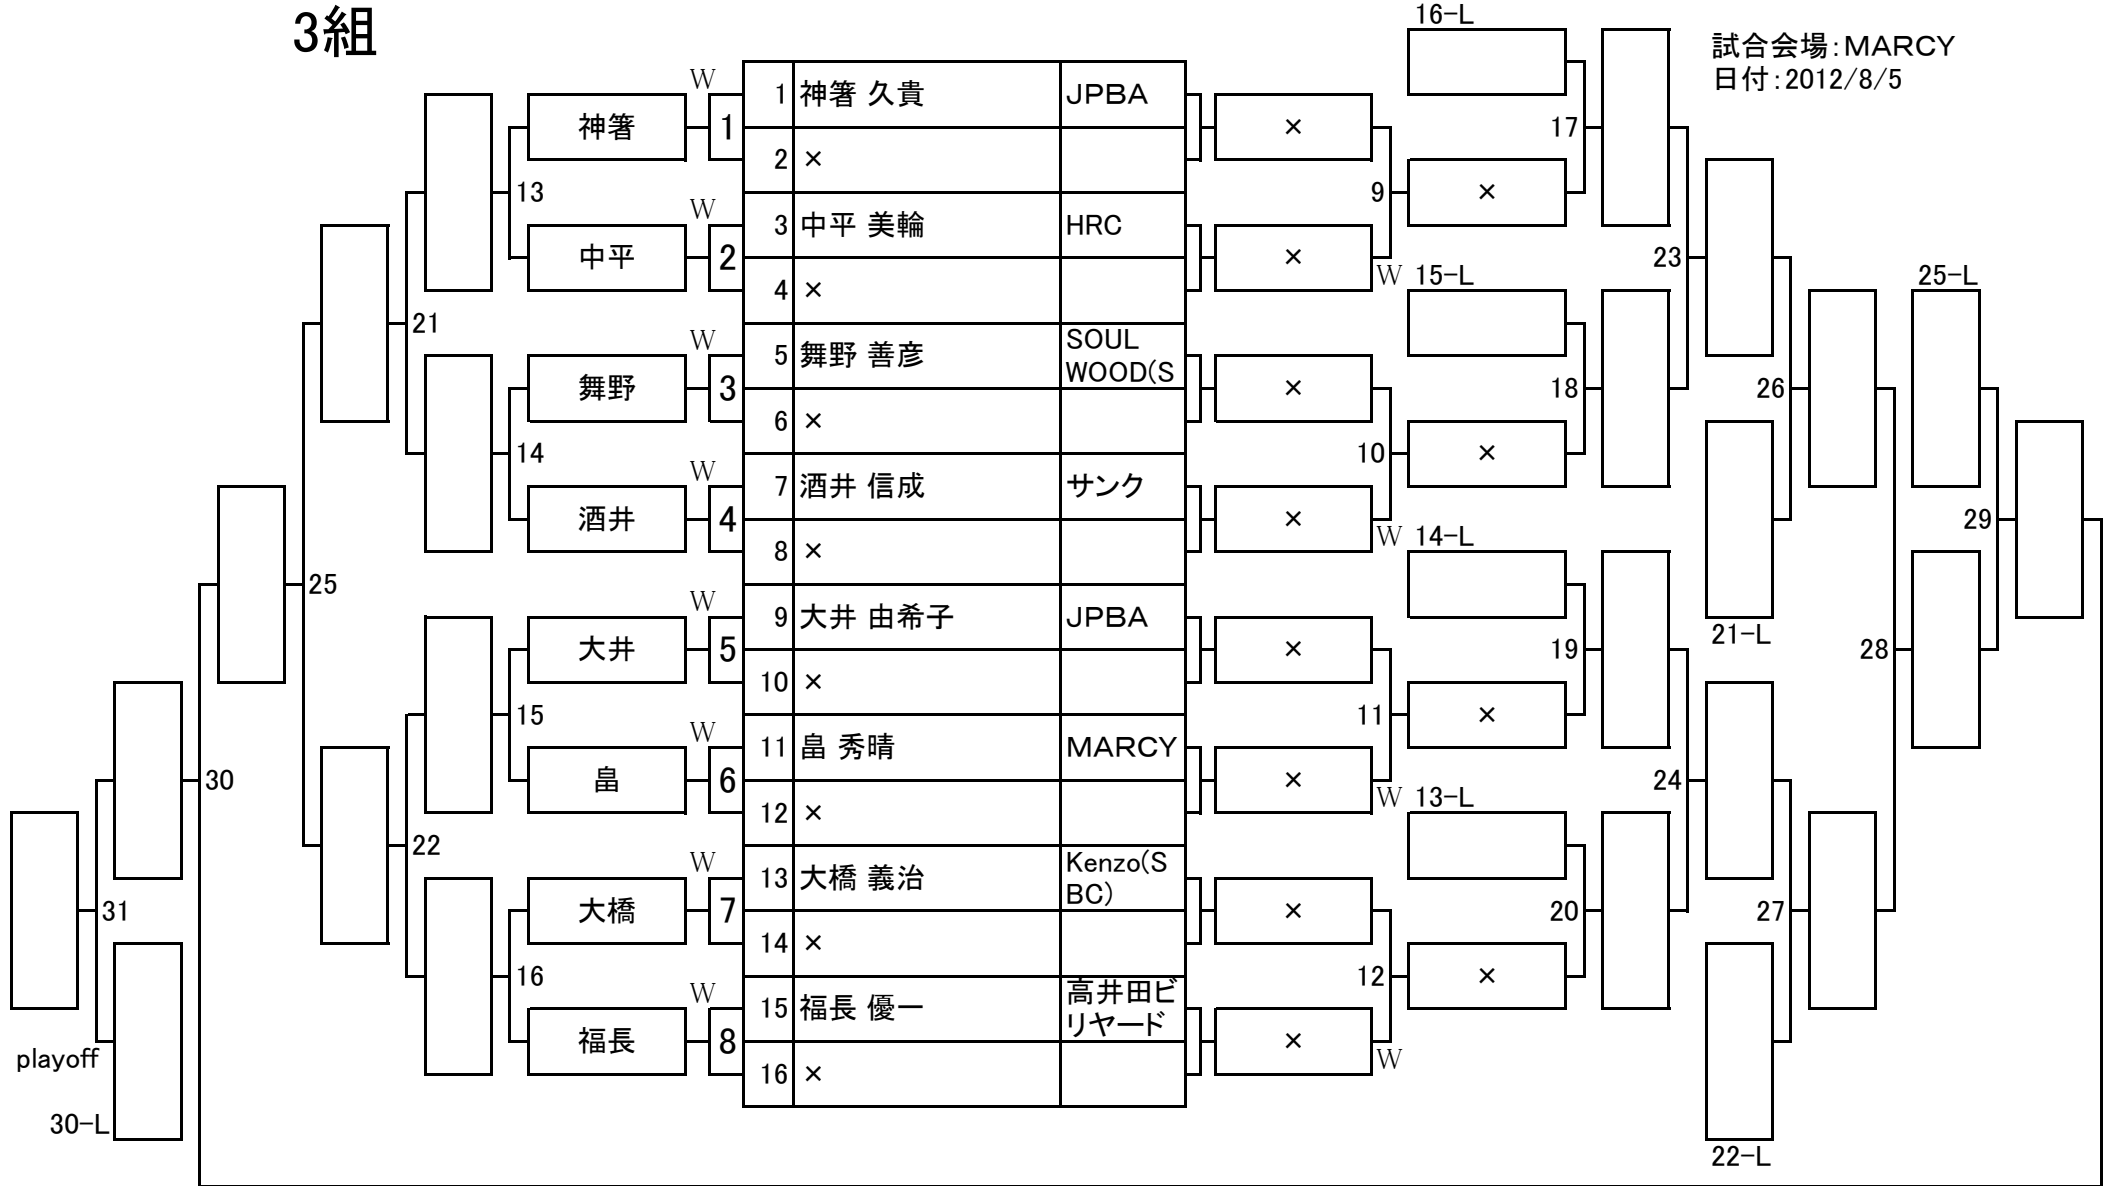 3組
試合会場：MARCY
日付：2012/8/5
1 神箸 久貴 JPBA
2 ×
3 中平 美輪 HRC
4 ×
5 舞野 善彦 SOUL
WOOD(S
6 ×
7 酒井 信成 サンク
8 ×
9 大井 由希子 JPBA
10 ×
11 畠 秀晴 MARCY
12 ×
13 大橋 義治 Kenzo(S
BC)
14 ×
15 福長 優一 高井田ビ
リヤード
16 ×
W
神箸 1
13
W
中平 2
21
W
舞野 3
14
W
酒井 4
25
W
大井 5
15
W
畠 6
30
22
W
大橋 7
31
16
W
福長 8
playoff
30-L
×
9 ×
×
W
×
10 ×
×
W
×
11 ×
×
W
×
12 ×
×
W
16-L
17
23
15-L
18
26
25-L
14-L
29
19
21-L
28
24
13-L
20
27
22-L